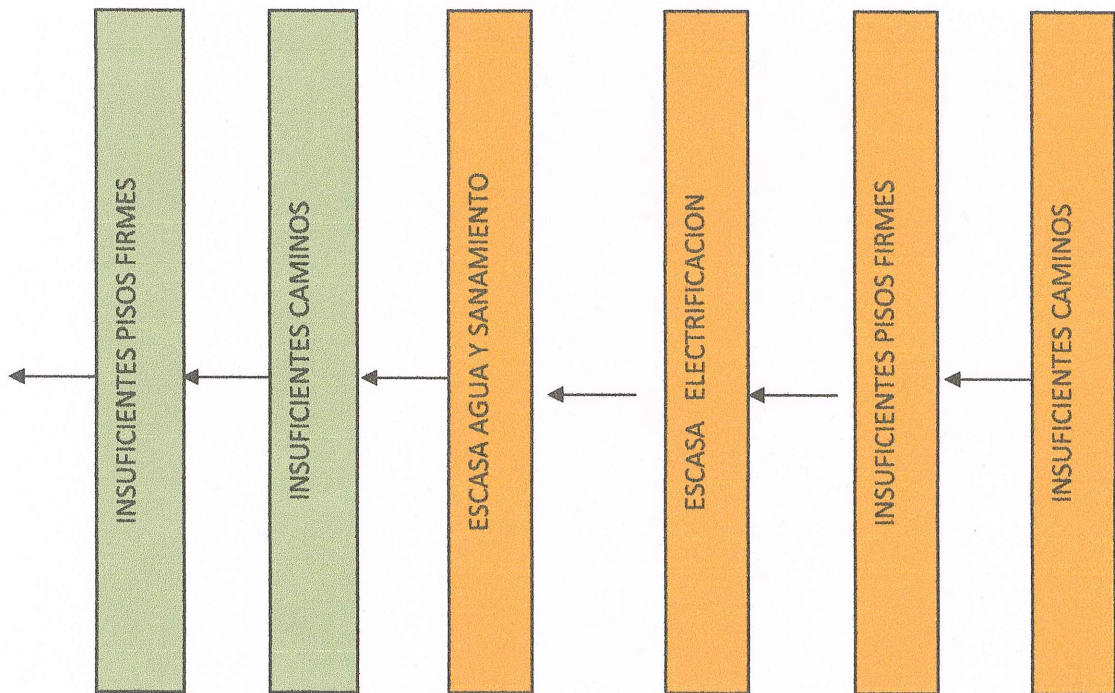 INSUFICIENTES PISOS FIRMES
INSUFICIENTES CAMINOS
ESCASA AGUA Y SANAMIENTO
ESCASA ELECTRIFICACION
INSUFICIENTES PISOS FIRMES
INSUFICIENTES CAMINOS